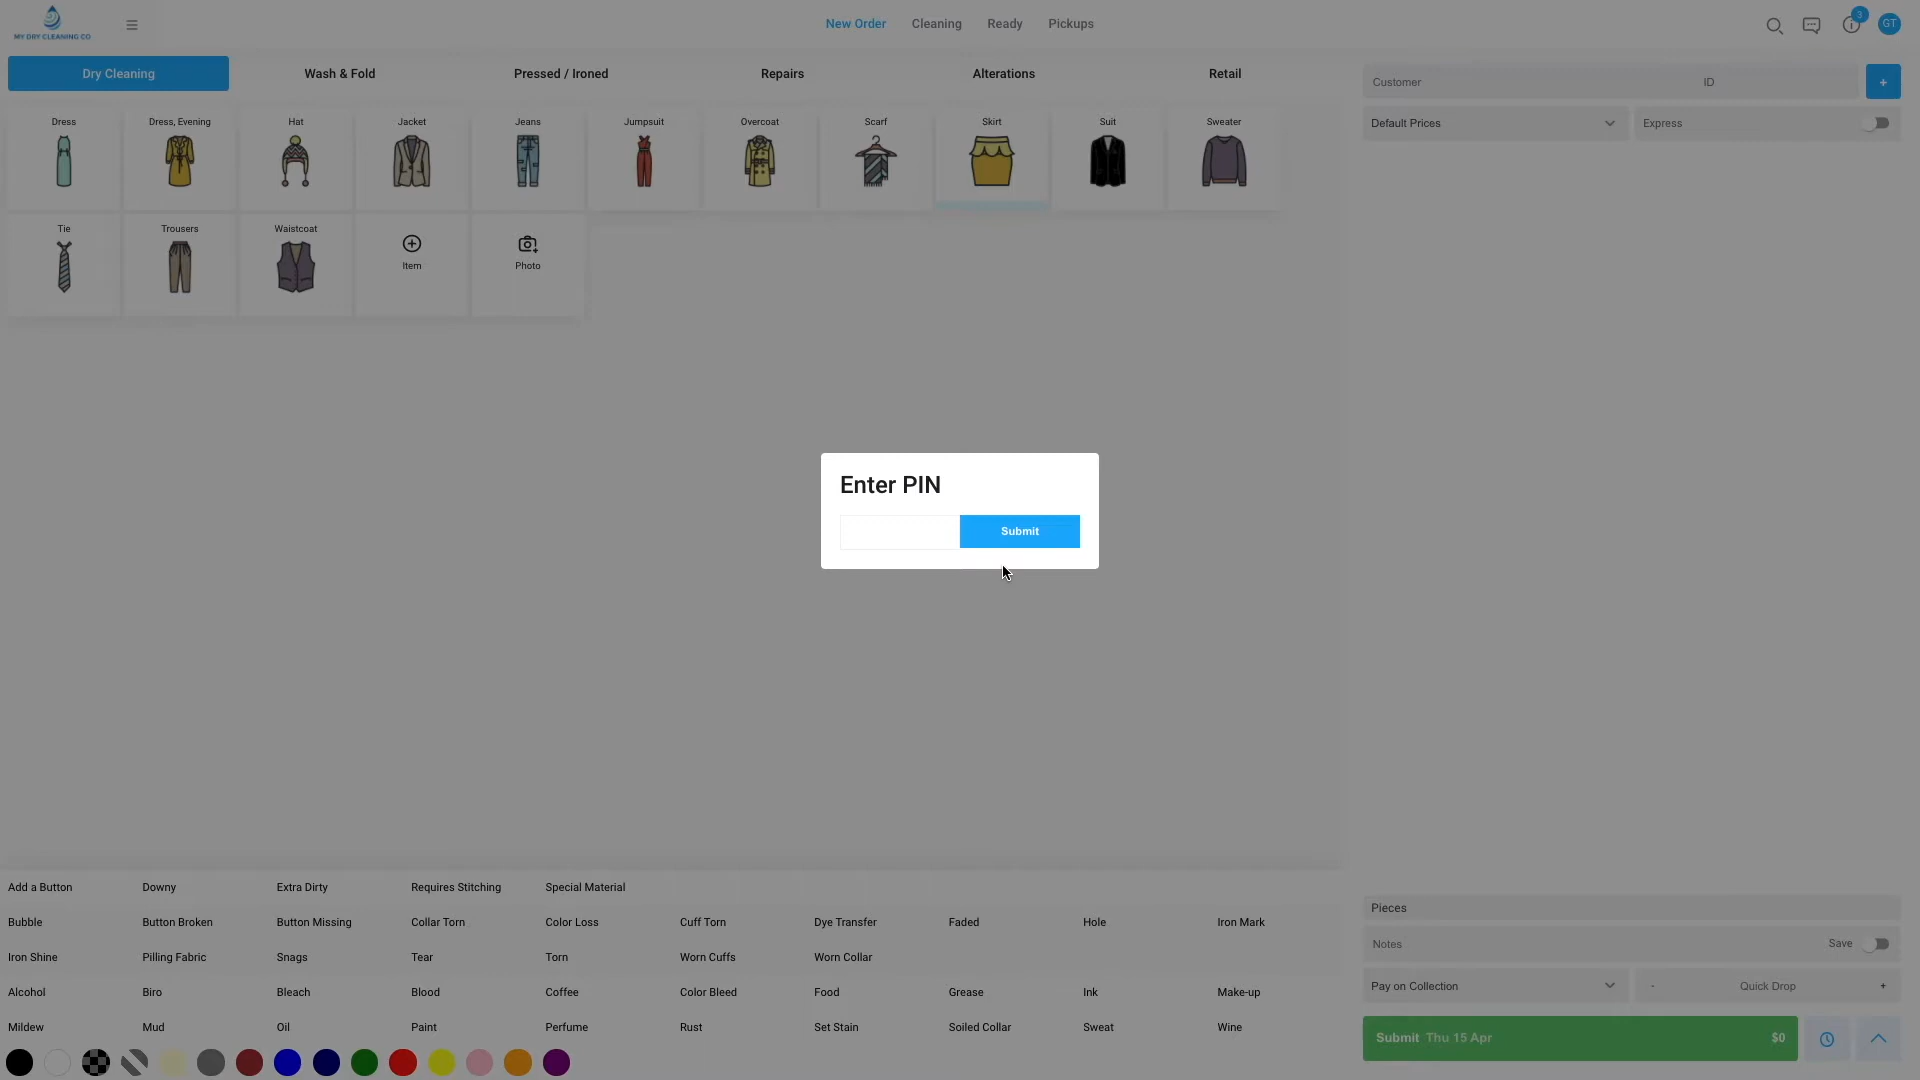 MY DRY CLEANING CO
New Order Cleaning Ready Pickups
3
GT
Dry Cleaning Wash & Fold Pressed / Ironed Repairs Alterations Retail
Customer ID +
Default Prices Express
Dress Dress, Evening Hat Jacket Jeans Jumpsuit Overcoat Scarf Skirt Suit Sweater
Tie Trousers Waistcoat
Item Photo
Enter PIN
Submit
Add a Button Downy Extra Dirty Requires Stitching Special Material
Bubble Button Broken Button Missing Collar Torn Color Loss Cuff Torn Dye Transfer Faded Hole Iron Mark
Iron Shine Pilling Fabric Snags Tear Torn Worn Cuffs Worn Collar
Alcohol Biro Bleach Blood Coffee Color Bleed Food Grease Ink Make-up
Mildew Mud Oil Paint Perfume Rust Set Stain Soiled Collar Sweat Wine
Pieces
Notes Save
Pay on Collection - Quick Drop +
Submit Thu 15 Apr $0